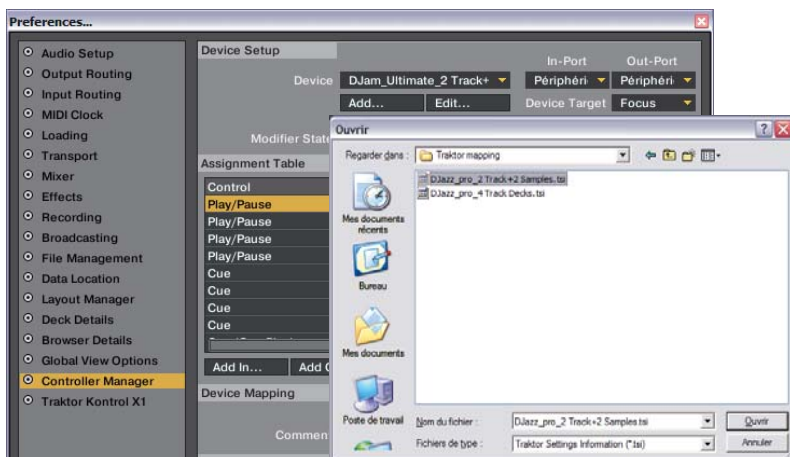 Preferences...
Audio Setup
Output Routing
Input Routing
MIDI Clock
Loading
Transport
Mixer
Effects
Recording
Broadcasting
File Management
Data Location
Layout Manager
Deck Details
Browser Details
Global View Options
Controller Manager
Traktor Kontrol X1
Device Setup
In-Port Out-Port
Device DJam_Ultimate_2 Track+ Périphéri Périphéri
Add... Edit... Device Target Focus
Modifier State
Assignment Table
Control
Play/Pause
Play/Pause
Play/Pause
Play/Pause
Cue
Cue
Cue
Cue
Add In... Add
Device Mapping
Commen
Ouvrir
Regarder dans : Traktor mapping
DJazz_pro_2 Track+2 Samples.tsi
DJazz_pro_4 Track Decks.tsi
Mes documents récents
Bureau
Mes documents
Poste de travail
Nom du fichier : DJazz_pro_2 Track+2 Samples.tsi Ouvrir
Fichiers de type : Traktor Settings Information (*.tsi) Annuler